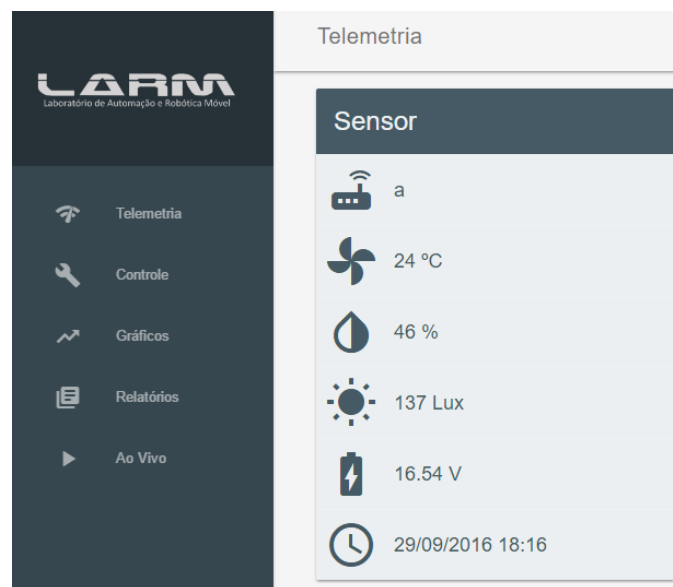 LARM
Laboratório de Automação e Robótica Móvel
Telemetria
Controle
Gráficos
Relatórios
Ao Vivo
Telemetria
Sensor
a
24 ºC
46 %
137 Lux
16.54 V
29/09/2016 18:16